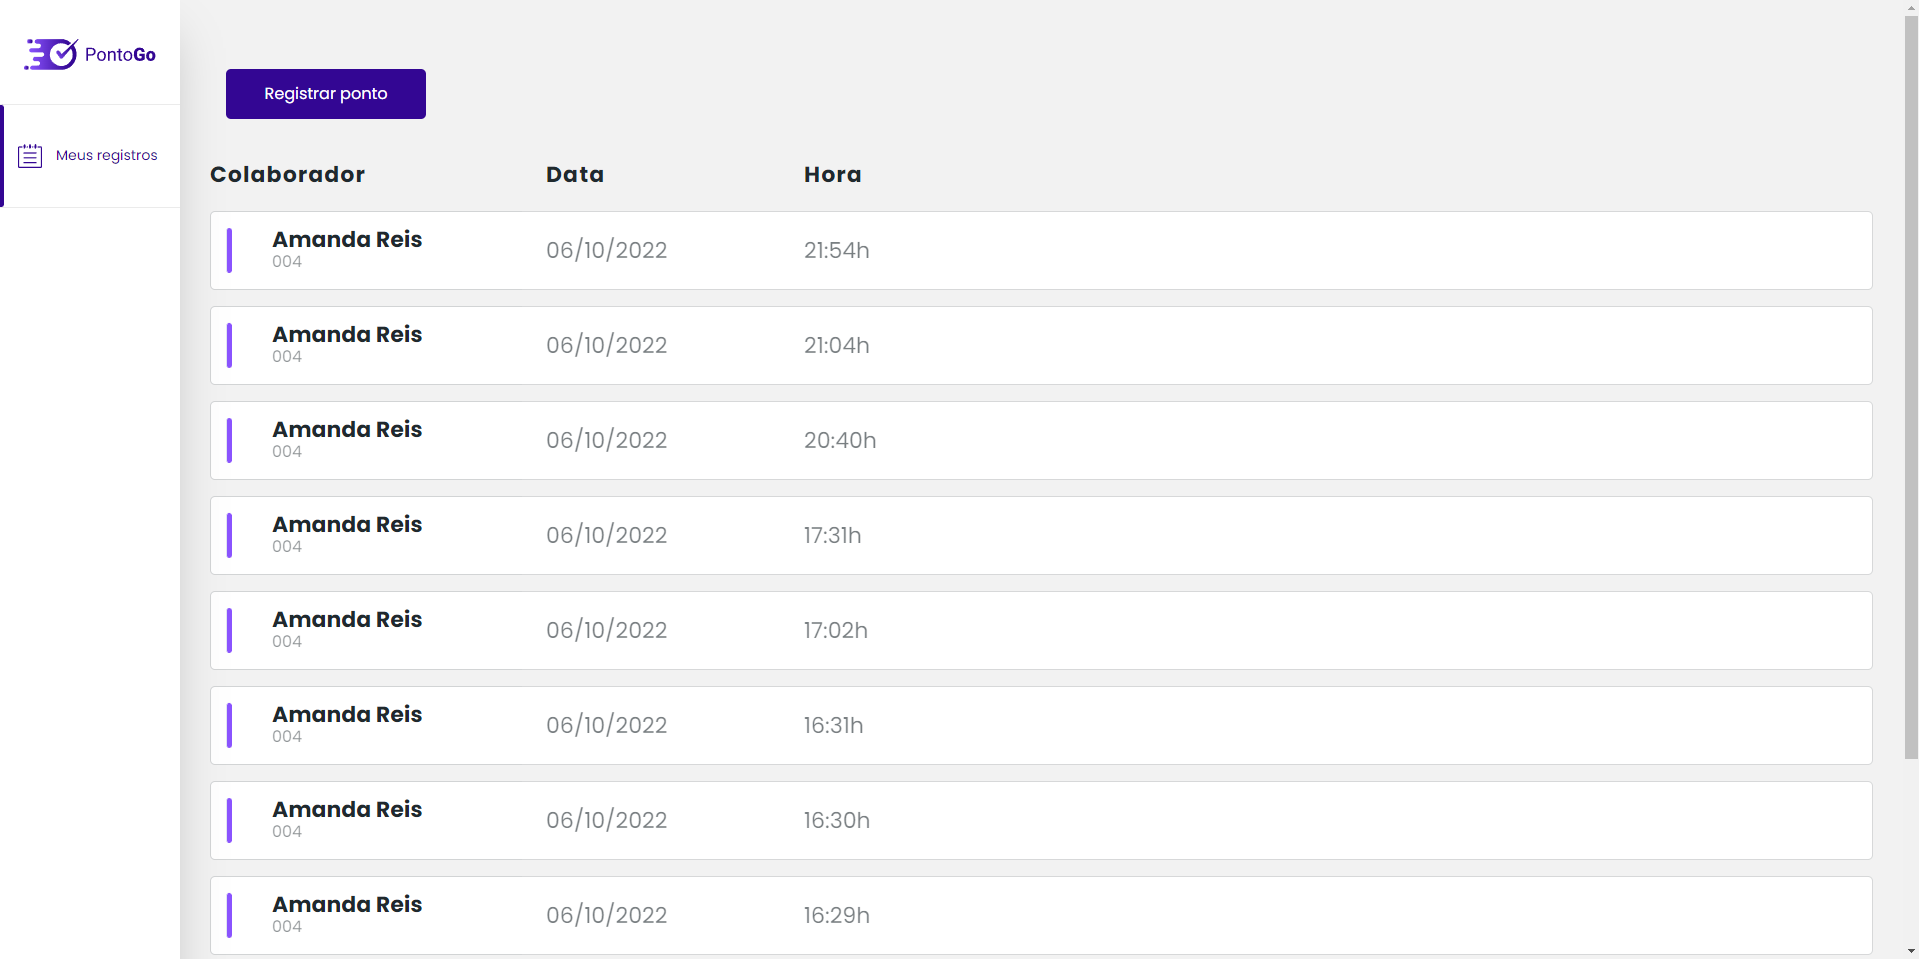 PontoGo
Registrar ponto
Meus registros
Colaborador Data Hora
Amanda Reis
004
06/10/2022 21:54h
Amanda Reis
004
06/10/2022 21:04h
Amanda Reis
004
06/10/2022 20:40h
Amanda Reis
004
06/10/2022 17:31h
Amanda Reis
004
06/10/2022 17:02h
Amanda Reis
004
06/10/2022 16:31h
Amanda Reis
004
06/10/2022 16:30h
Amanda Reis
004
06/10/2022 16:29h